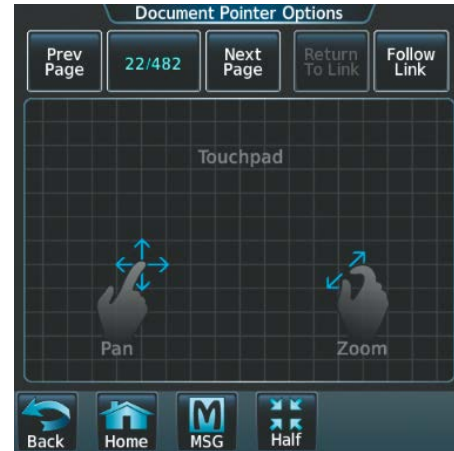 Document Pointer Options
Prev
Page
22/482
Next
Page
Return
To Link
Follow
Link
Touchpad
Pan
Zoom
Back
Home
MSG
Half